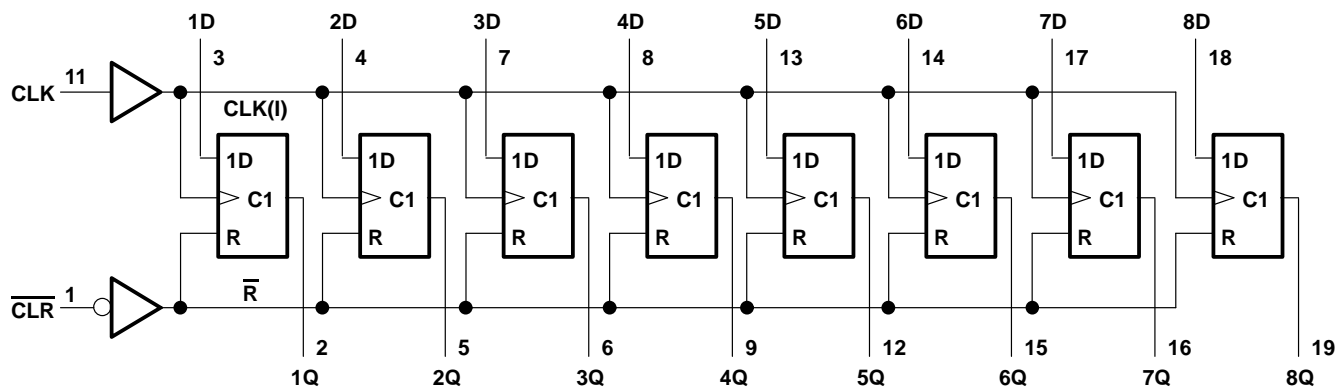 1D 2D 3D 4D 5D 6D 7D 8D
3 4 7 8 13 14 17 18
CLK 11
CLK(I)
1D 1D 1D 1D 1D 1D 1D 1D
C1 C1 C1 C1 C1 C1 C1 C1
R R R R R R R R
C̅L̅R̅ 1 R̅
2 5 6 9 12 15 16 19
1Q 2Q 3Q 4Q 5Q 6Q 7Q 8Q